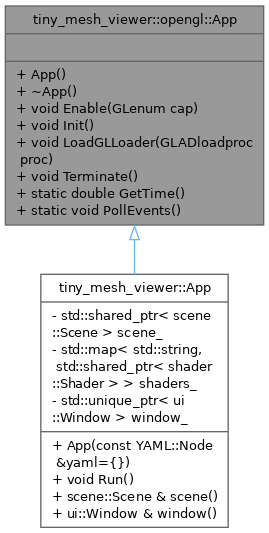 tiny_mesh_viewer::opengl::App
+ App()
+ ~App()
+ void Enable(GLenum cap)
+ void Init()
+ void LoadGLLoader(GLADloadproc
proc)
+ void Terminate()
+ static double GetTime()
+ static void PollEvents()
tiny_mesh_viewer::App
- std::shared_ptr< scene
::Scene > scene_
- std::map< std::string,
std::shared_ptr< shader
::Shader > > shaders_
- std::unique_ptr< ui
::Window > window_
+ App(const YAML::Node
&yaml={})
+ void Run()
+ scene::Scene & scene()
+ ui::Window & window()